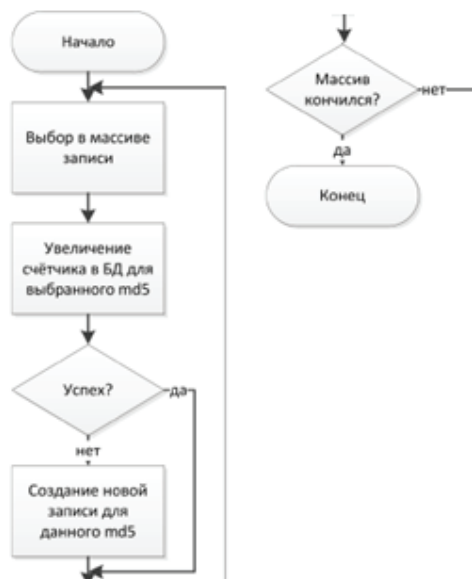 Начало
Выбор в массиве
записи
Увеличение
счётчика в БД для
выбранного md5
Успех?
да
нет
Создание новой
записи для
данного md5
Массив
кончился?
нет
да
Конец